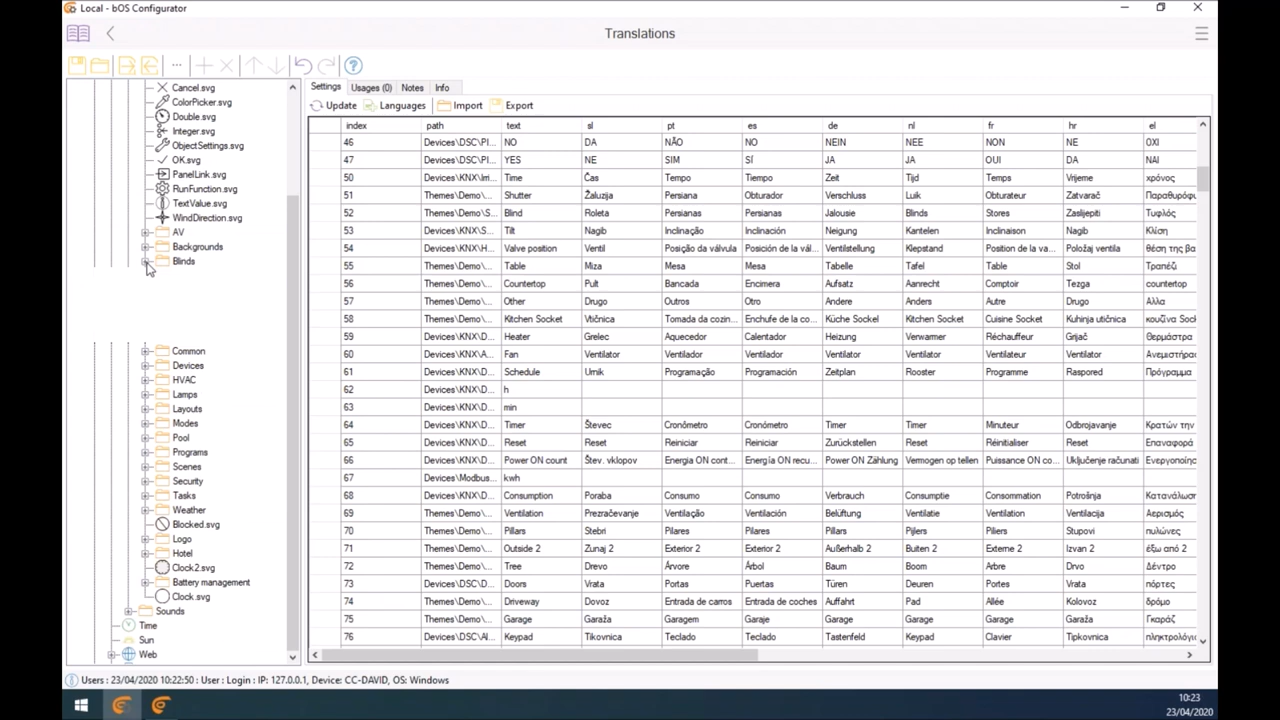 Local - bOS Configurator
Translations
Settings Usages (0) Notes Info
Update Languages Import Export
Cancel.svg
ColorPicker.svg
Double.svg
Integer.svg
ObjectSettings.svg
OK.svg
PanelLink.svg
RunFunction.svg
TextValue.svg
WindDirection.svg
AV
Backgrounds
Blinds
Common
Devices
HVAC
Lamps
Layouts
Modes
Pool
Programs
Scenes
Security
Tasks
Weather
Blocked.svg
Logo
Hotel
Clock2.svg
Battery management
Clock.svg
Sounds
Time
Sun
Web
index path text sl pt es de nl fr hr el
46 Devices\DSC\Pl... NO DA NÃO NO NEIN NEE NON NE ΌΧΙ
47 Devices\DSC\Pl... YES NE SIM SÍ JA JA OUI DA ΝΑΙ
50 Devices\KNX\Irri... Time Čas Tempo Tiempo Zeit Tijd Temps Vrijeme χρόνος
51 Themes\Demo\... Shutter Žaluzija Persiana Obturador Verschluss Luik Obturateur Zatvarač Παραθυρόφυ
52 Themes\Demo\S... Blind Roleta Persianas Persianas Jalousie Blinds Stores Zaslijepiti Τυφλός
53 Devices\KNX\S... Tilt Nagib Inclinação Inclinación Neigung Kantelen Inclinaison Nagib Κλίση
54 Devices\KNX\H... Valve position Ventil Posição da válvula Posición de la vál... Ventilstellung Klepstand Position de la va... Položaj ventila θέση της βα
55 Themes\Demo\... Table Miza Mesa Mesa Tabelle Tafel Table Stol Τραπέζι
56 Themes\Demo\... Countertop Pult Bancada Encimera Aufsatz Aanrecht Comptoir Tezga countertop
57 Themes\Demo\... Other Drugo Outros Otro Andere Anders Autre Drugo Αλλα
58 Themes\Demo\... Kitchen Socket Vtičnica Tomada da cozin... Enchufe de la co... Küche Sockel Kitchen Socket Cuisine Socket Kuhinja utičnica κουζίνα Sock
59 Devices\KNX\D... Heater Grelec Aquecedor Calentador Heizung Verwarmer Réchauffeur Grijač Θερμάστρα
60 Devices\KNX\A... Fan Ventilator Ventilador Ventilador Ventilator Ventilator Ventilateur Ventilator Ανεμιστήρας
61 Devices\KNX\D... Schedule Urnik Programação Programación Zeitplan Rooster Programme Raspored Πρόγραμμα
62 Devices\KNX\D... h
63 Devices\KNX\D... min
64 Devices\KNX\D... Timer Števec Cronômetro Cronómetro Timer Timer Minuteur Odbrojavanje Κρατών την
65 Devices\KNX\D... Reset Reset Reiniciar Reiniciar Zurückstellen Reset Réinitialiser Reset Επαναφορά
66 Devices\KNX\D... Power ON count Štev. vklopov Energia ON cont... Energía ON recu... Power ON Zählung Vermogen op tellen Puissance ON co... Uključenje računati Ενεργοποίησ
67 Devices\Modbus... kwh
68 Devices\KNX\D... Consumption Poraba Consumo Consumo Verbrauch Consumptie Consommation Potrošnja Κατανάλωση
69 Themes\Demo\... Ventilation Prezračevanje Ventilação Ventilación Belüftung Ventilatie Ventilation Ventilacija Αερισμός
70 Themes\Demo\... Pillars Stebri Pilares Pilares Pillars Pijlers Piliers Stupovi πυλώνες
71 Themes\Demo\... Outside 2 Zunaj 2 Exterior 2 Exterior 2 Außerhalb 2 Buiten 2 Externe 2 Izvan 2 έξω από 2
72 Themes\Demo\... Tree Drevo Árvore Árbol Baum Boom Arbre Drvo Δέντρο
73 Devices\DSC\D... Doors Vrata Portas Puertas Türen Deuren Portes Vrata πόρτες
74 Themes\Demo\... Driveway Dovoz Entrada de carros Entrada de coches Auffahrt Pad Allée Kolovoz δρόμο
75 Themes\Demo\... Garage Garaža Garagem Garaje Garage Garage Garage Garaža Γκαράζ
76 Devices\DSC\Al... Keypad Tikovnica Teclado Teclado Tastenfeld Keypad Clavier Tipkovnica πληκτρολόγι
Users : 23/04/2020 10:22:50 : User : Login : IP: 127.0.0.1, Device: CC-DAVID, OS: Windows
10:23
23/04/2020